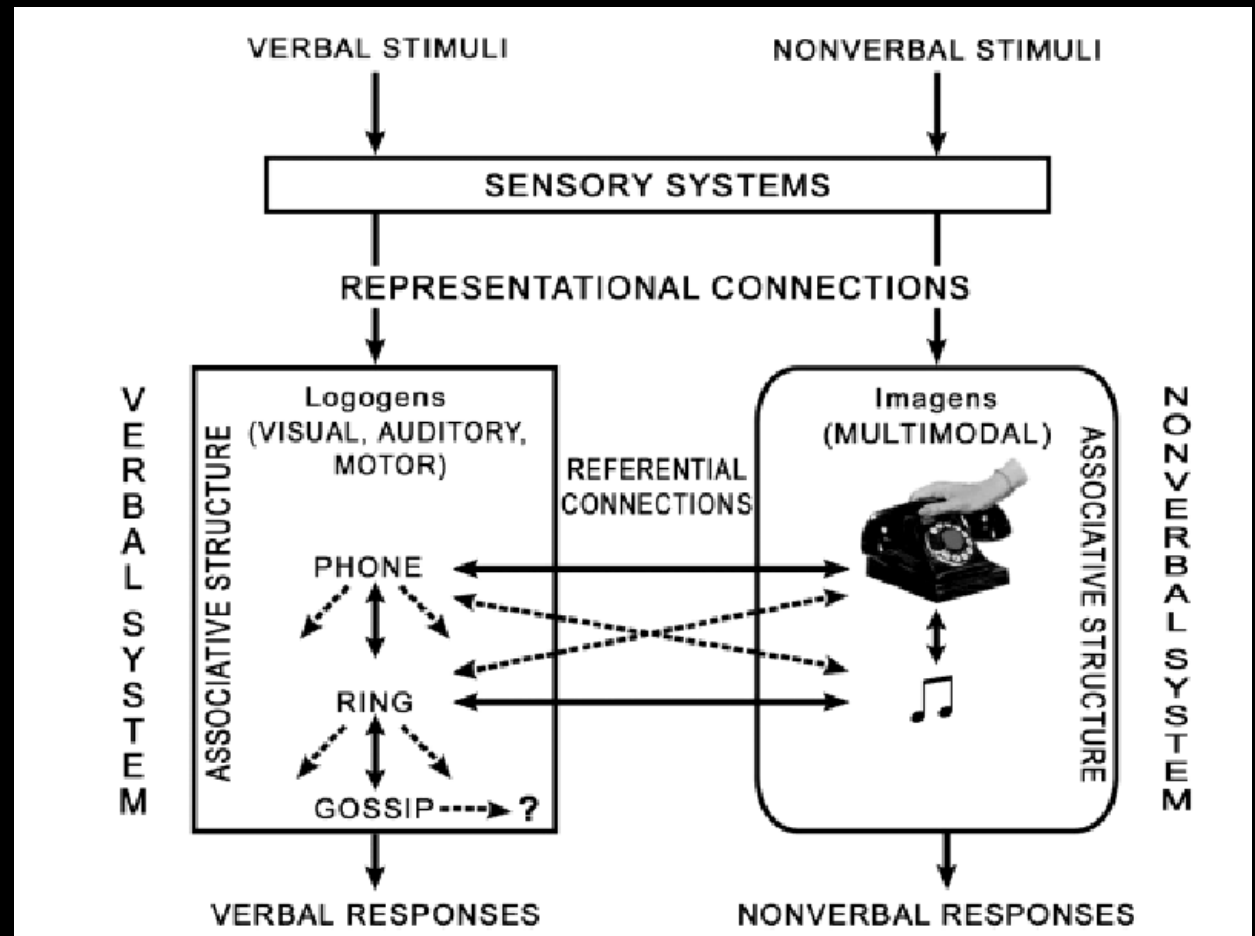 VERBAL STIMULI
NONVERBAL STIMULI
SENSORY SYSTEMS
REPRESENTATIONAL CONNECTIONS
VERBAL SYSTEM
ASSOCIATIVE STRUCTURE
Logogens
(VISUAL, AUDITORY,
MOTOR)
PHONE
RING
GOSSIP ?
REFERENTIAL
CONNECTIONS
Imagens
(MULTIMODAL)
ASSOCIATIVE STRUCTURE
NONVERBAL SYSTEM
VERBAL RESPONSES
NONVERBAL RESPONSES